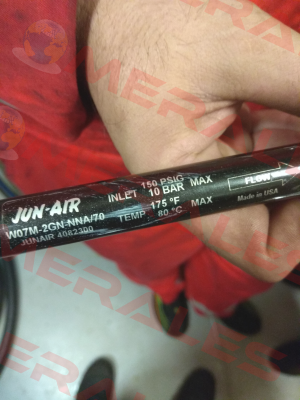 JUN-AIR
W07M-2GN-NNA/70
JUNAIR 4082300
INLET 150 PSIG
10 BAR MAX
TEMP 175 °F
80 °C MAX
FLOW
Made in USA
MERALES